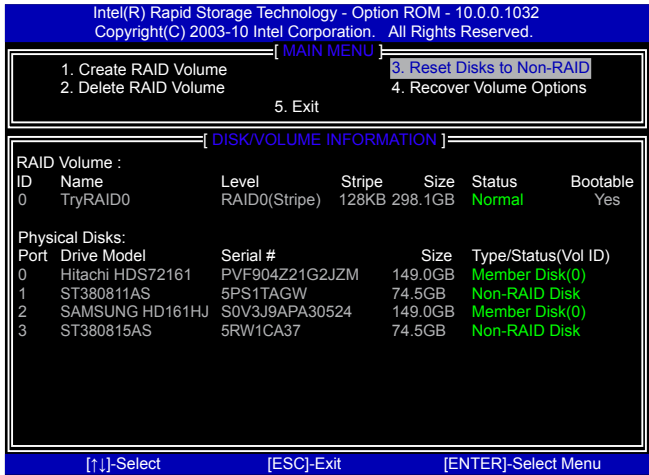 Intel(R) Rapid Storage Technology - Option ROM - 10.0.0.1032
Copyright(C) 2003-10 Intel Corporation. All Rights Reserved.
[ MAIN MENU ]
1. Create RAID Volume 3. Reset Disks to Non-RAID
2. Delete RAID Volume 4. Recover Volume Options
5. Exit
[ DISK/VOLUME INFORMATION ]
RAID Volume :
ID Name Level Stripe Size Status Bootable
0 TryRAID0 RAID0(Stripe) 128KB 298.1GB Normal Yes
Physical Disks:
Port Drive Model Serial # Size Type/Status(Vol ID)
0 Hitachi HDS72161 PVF904Z21G2JZM 149.0GB Member Disk(0)
1 ST380811AS 5PS1TAGW 74.5GB Non-RAID Disk
2 SAMSUNG HD161HJ S0V3J9APA30524 149.0GB Member Disk(0)
3 ST380815AS 5RW1CA37 74.5GB Non-RAID Disk
[↑↓]-Select [ESC]-Exit [ENTER]-Select Menu